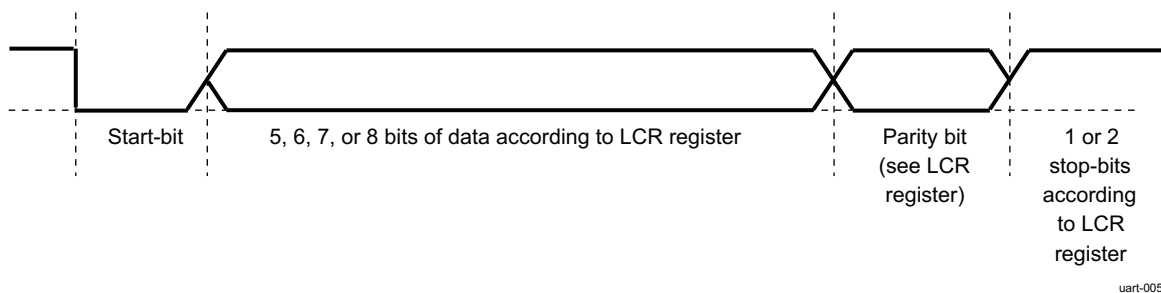 Start-bit
5, 6, 7, or 8 bits of data according to LCR register
Parity bit
(see LCR
register)
1 or 2
stop-bits
according
to LCR
register
uart-005